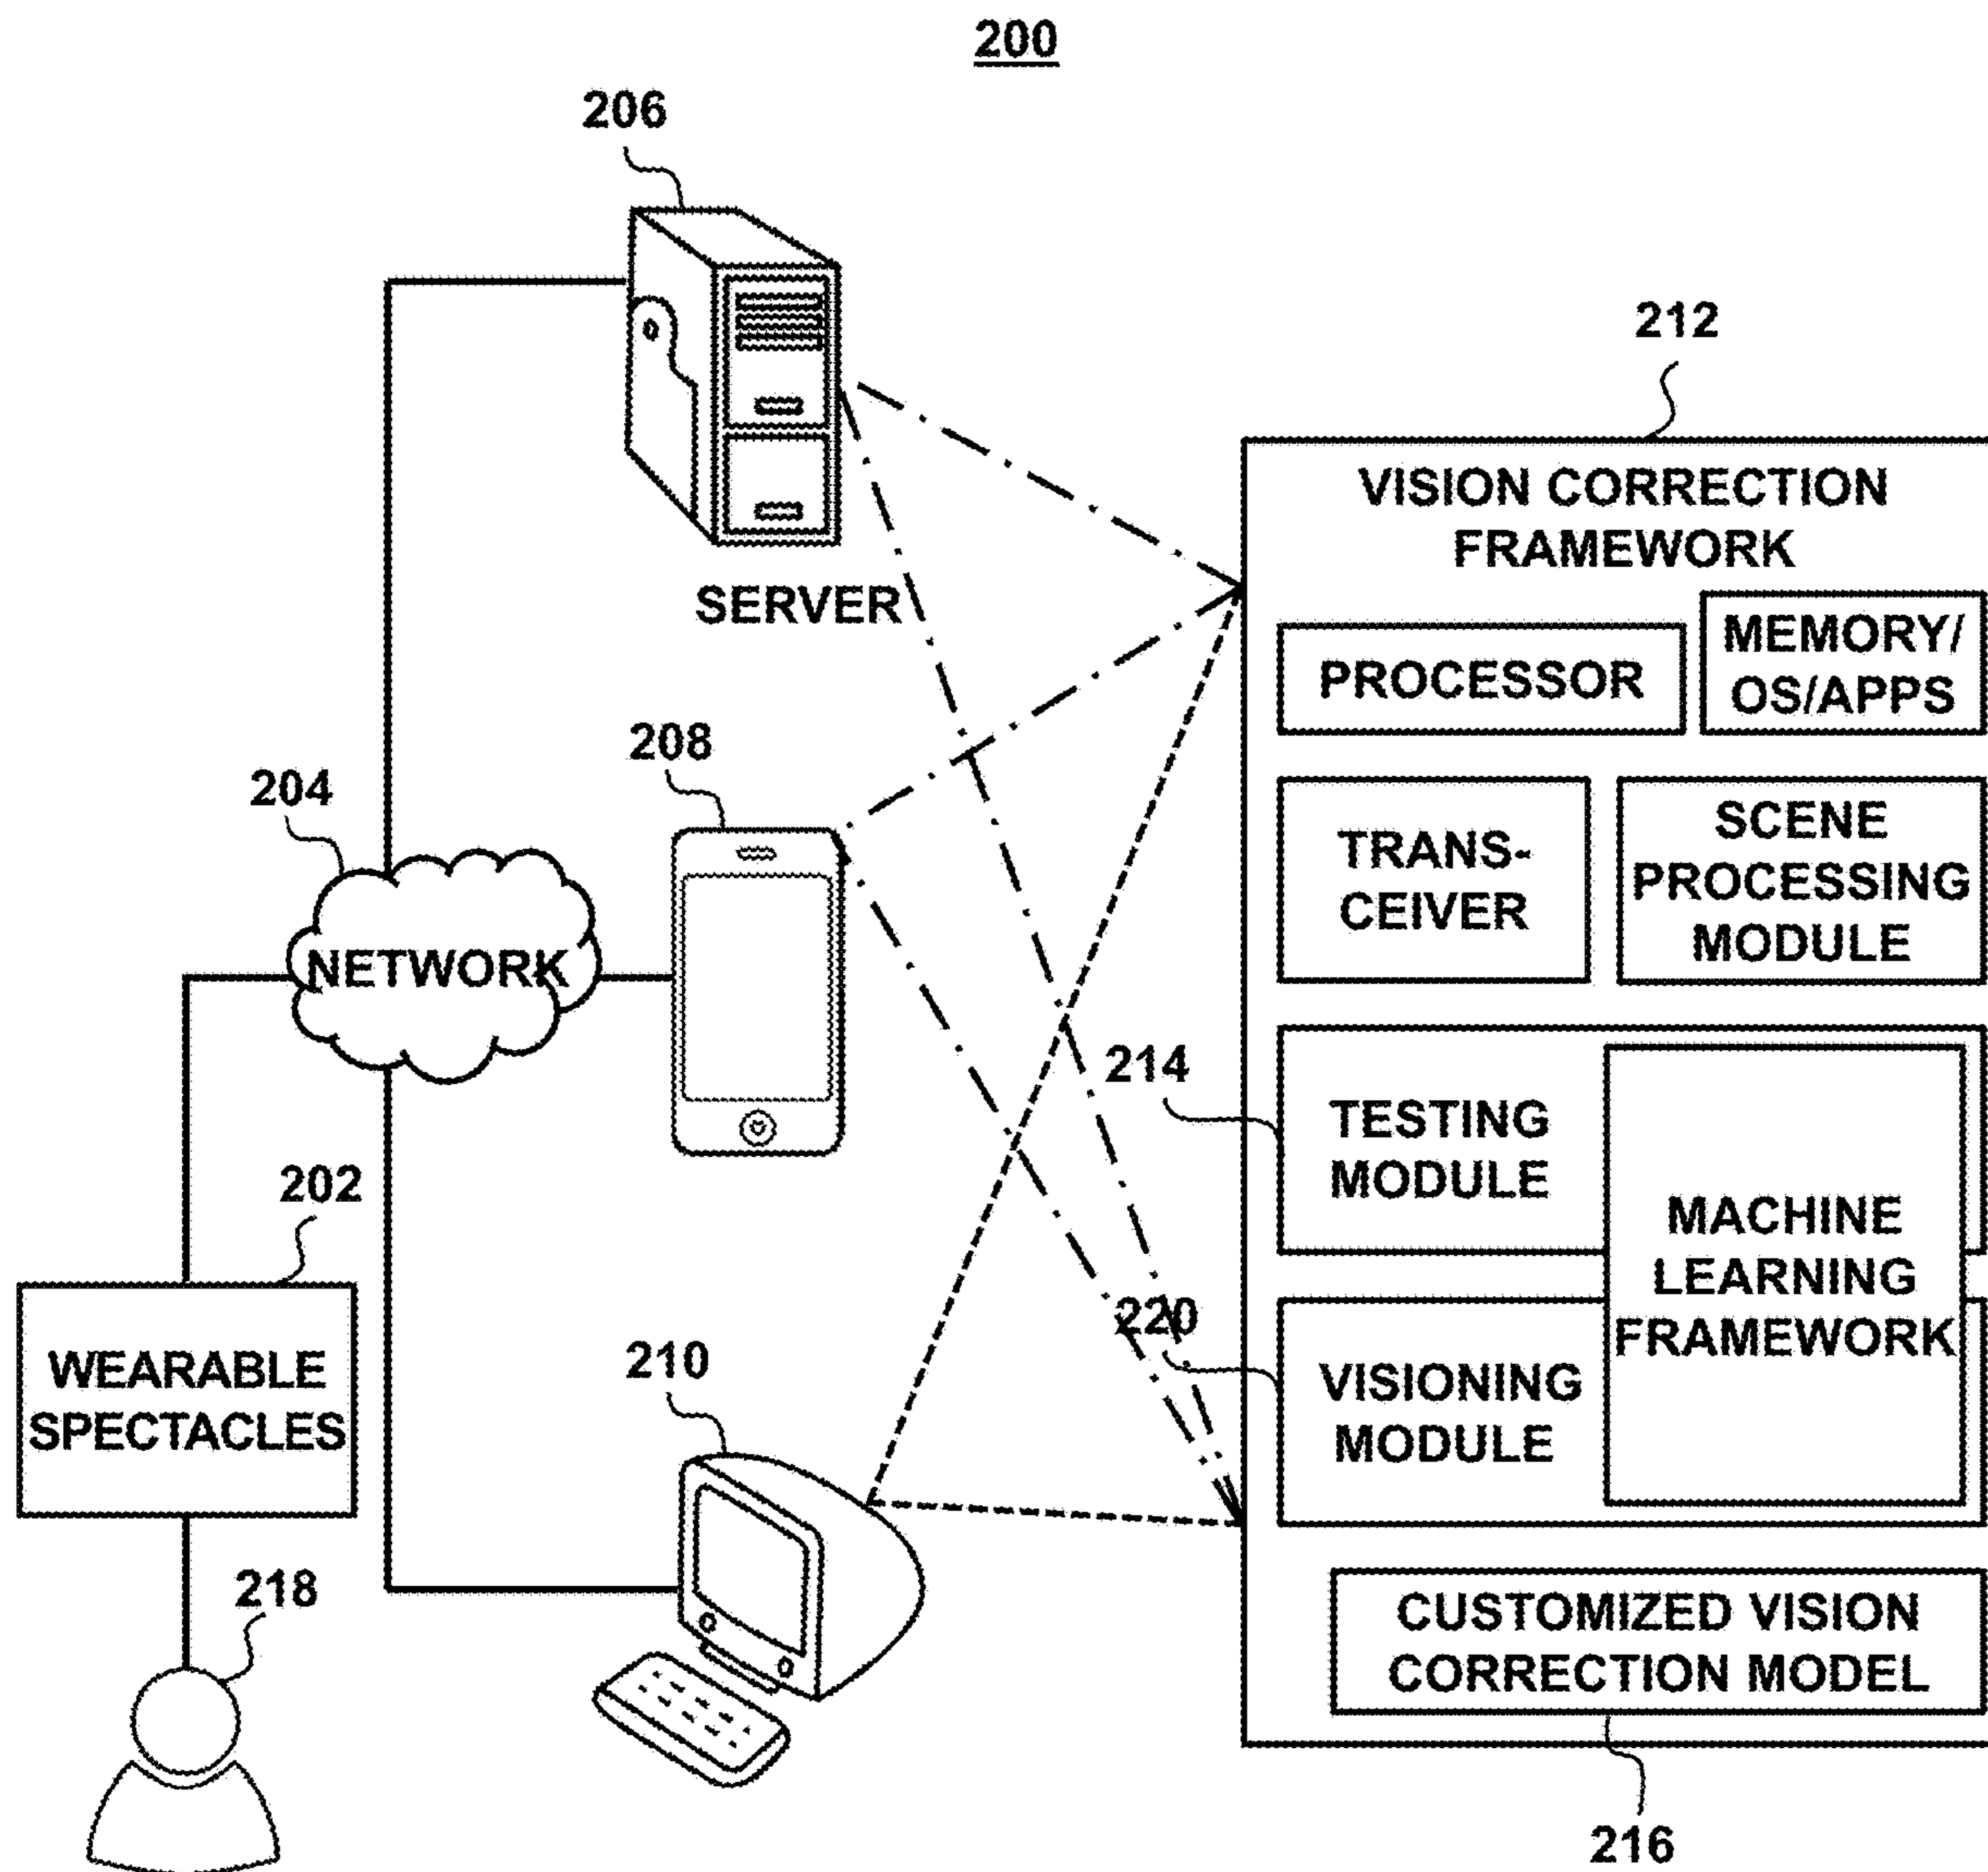 200
206
SERVER
212
VISION CORRECTION
FRAMEWORK
PROCESSOR
MEMORY/
OS/APPS
TRANS-
CEIVER
SCENE
PROCESSING
MODULE
208
204
NETWORK
214
TESTING
MODULE
MACHINE
LEARNING
FRAMEWORK
220
VISIONING
MODULE
202
WEARABLE
SPECTACLES
210
218
CUSTOMIZED VISION
CORRECTION MODEL
216